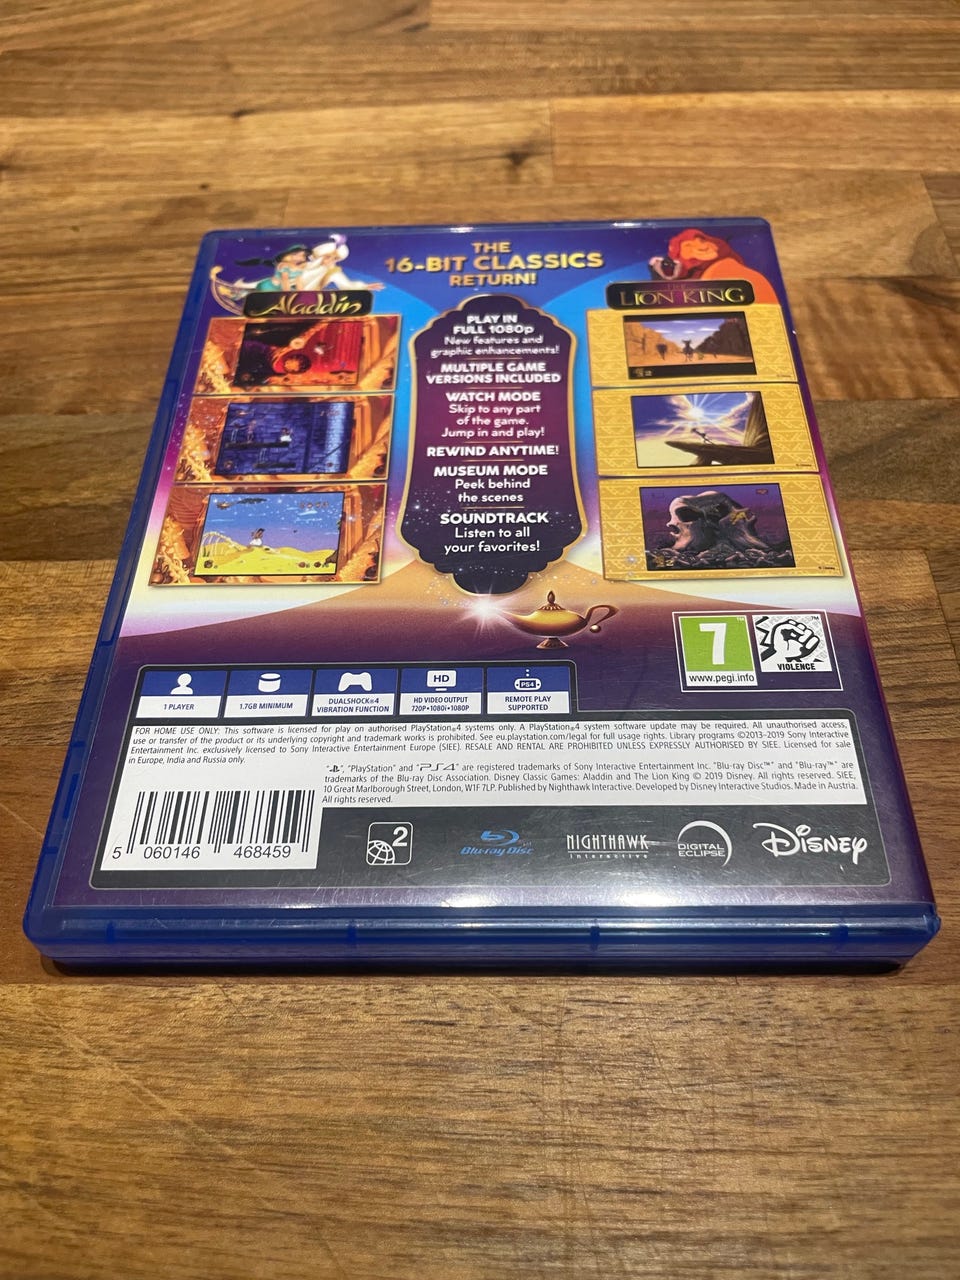 THE
16-BIT CLASSICS
RETURN!
Aladdin
THE
LION KING
PLAY IN
FULL 1080p
New features and
graphic enhancements!
MULTIPLE GAME
VERSIONS INCLUDED
WATCH MODE
Skip to any part
of the game.
Jump in and play!
REWIND ANYTIME!
MUSEUM MODE
Peek behind
the scenes
SOUNDTRACK
Listen to all
your favorites!
7
www.pegi.info
VIOLENCE
1 PLAYER
1.7GB MINIMUM
DUALSHOCK®4
VIBRATION FUNCTION
HD
HD VIDEO OUTPUT
720P•1080i•1080P
PS4
REMOTE PLAY
SUPPORTED
FOR HOME USE ONLY: This software is licensed for play on authorised PlayStation®4 systems only. A PlayStation®4 system software update may be required. All unauthorised access,
use or transfer of the product or its underlying copyright and trademark works is prohibited. See eu.playstation.com/legal for full usage rights. Library programs ©2013-2019 Sony Interactive
Entertainment Inc. exclusively licensed to Sony Interactive Entertainment Europe (SIEE). RESALE AND RENTAL ARE PROHIBITED UNLESS EXPRESSLY AUTHORISED BY SIEE. Licensed for sale
in Europe, India and Russia only.
"PlayStation" and "PS4" are registered trademarks of Sony Interactive Entertainment Inc. "Blu-ray Disc™" and "Blu-ray™" are
trademarks of the Blu-ray Disc Association. Disney Classic Games: Aladdin and The Lion King © 2019 Disney. All rights reserved. SIEE,
10 Great Marlborough Street, London, W1F 7LP. Published by Nighthawk Interactive. Developed by Disney Interactive Studios. Made in Austria.
All rights reserved.
5 060146 468459
2
Blu-ray Disc
NIGHTHAWK
interactive
DIGITAL
ECLIPSE
DISNEY